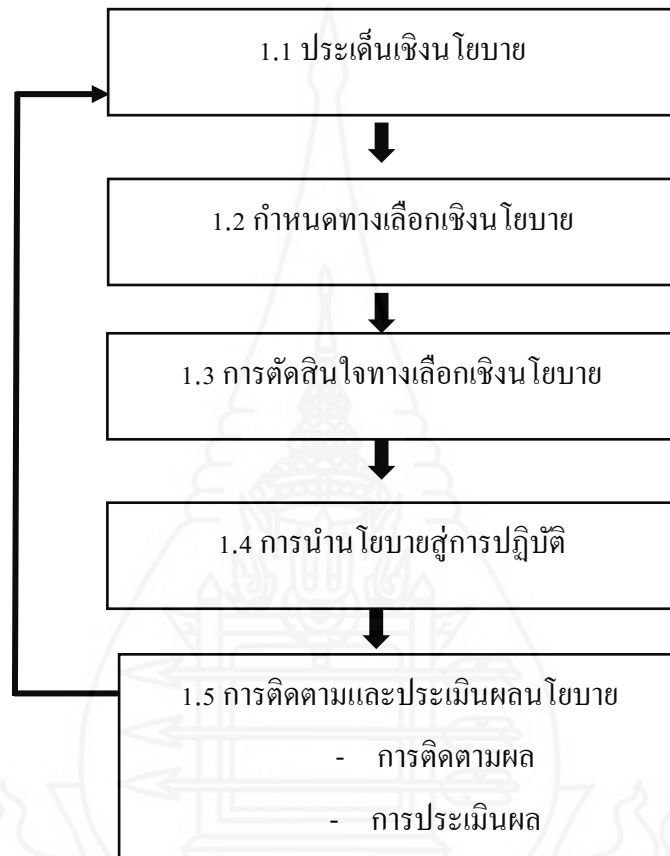 1.1 ประเด็นเชิงนโยบาย
1.2 กำหนดทางเลือกเชิงนโยบาย
1.3 การตัดสินใจทางเลือกเชิงนโยบาย
1.4 การนำนโยบายสู่การปฏิบัติ
1.5 การติดตามและประเมินผลนโยบาย
- การติดตามผล
- การประเมินผล